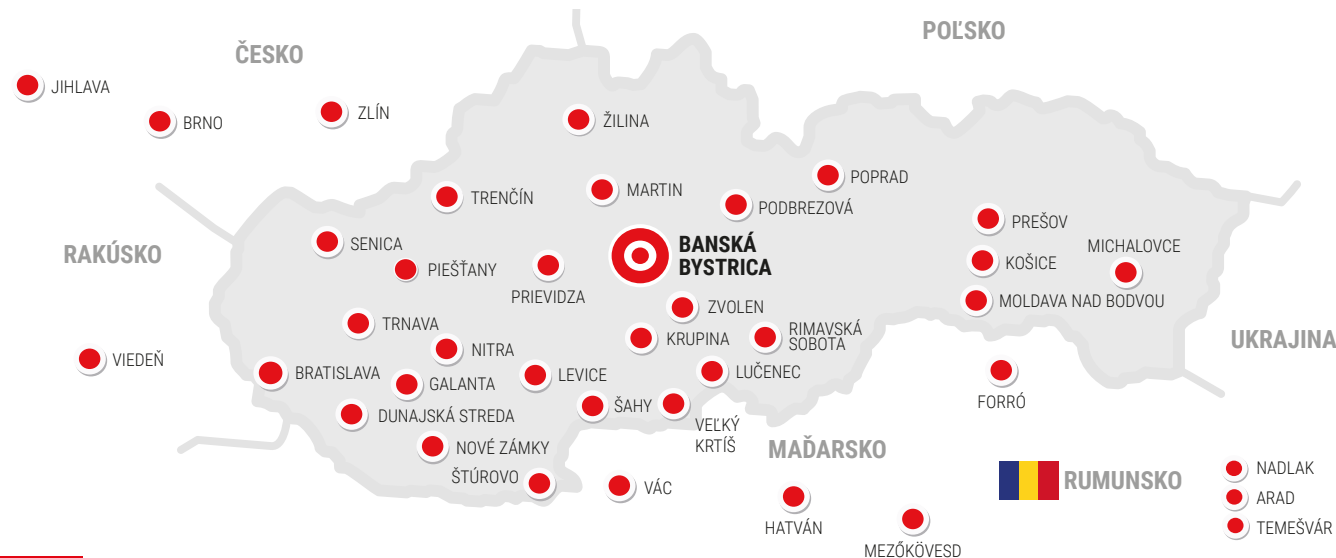 POĽSKO
ČESKO
JIHLAVA
BRNO
ZLÍN
ŽILINA
POPRAD
MARTIN
TRENČÍN
PODBREZOVÁ
PREŠOV
SENICA
BANSKÁ
BYSTRICA
MICHALOVCE
RAKÚSKO
PIEŠŤANY
KOŠICE
PRIEVIDZA
MOLDAVA NAD BODVOU
ZVOLEN
TRNAVA
RIMAVSKÁ
SOBOTA
KRUPINA
UKRAJINA
NITRA
VIEDEŇ
BRATISLAVA
LUČENEC
LEVICE
GALANTA
FORRÓ
ŠAHY
DUNAJSKÁ STREDA
VEĽKÝ
KRTÍŠ
NOVÉ ZÁMKY
MAĎARSKO
ŠTÚROVO
RUMUNSKO
NADLAK
VÁC
ARAD
HATVÁN
TEMEŠVÁR
MEZŐKÖVESD